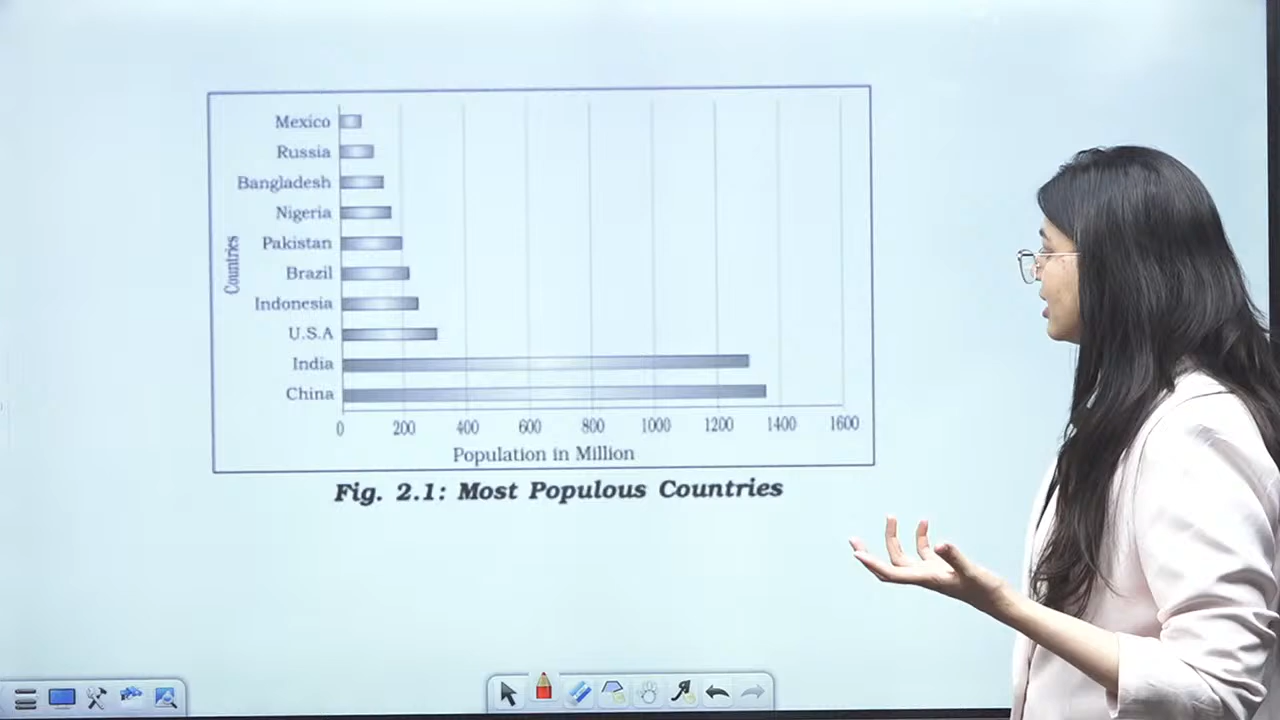 Mexico
Russia
Bangladesh
Nigeria
Pakistan
Brazil
Indonesia
U.S.A
India
China
Countries
0 200 400 600 800 1000 1200 1400 1600
Population in Million
Fig. 2.1: Most Populous Countries